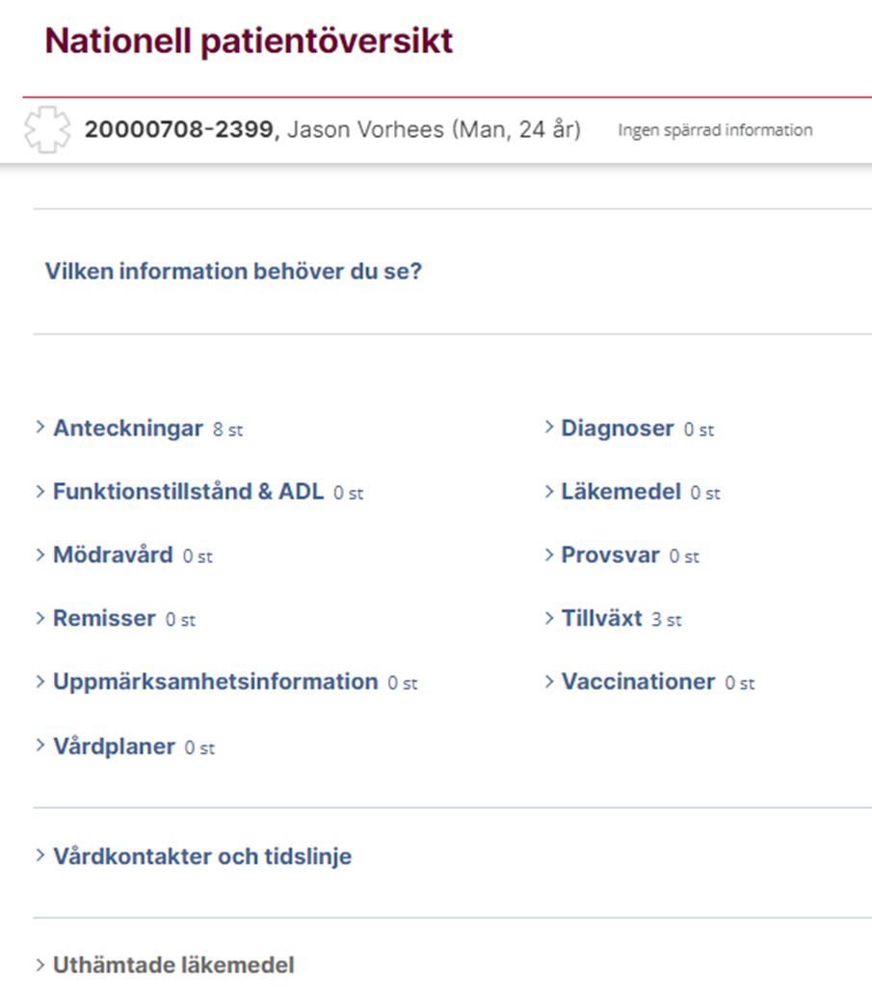 Nationell patientöversikt
20000708-2399, Jason Vorhees (Man, 24 år) Ingen spärrad information
Vilken information behöver du se?
Anteckningar 8 st
Diagnoser 0 st
Funktionstillstånd & ADL 0 st
Läkemedel 0 st
Mödravård 0 st
Provsvar 0 st
Remisser 0 st
Tillväxt 3 st
Uppmärksamhetsinformation 0 st
Vaccinationer 0 st
Vårdplaner 0 st
Vårdkontakter och tidslinje
Uthämtade läkemedel